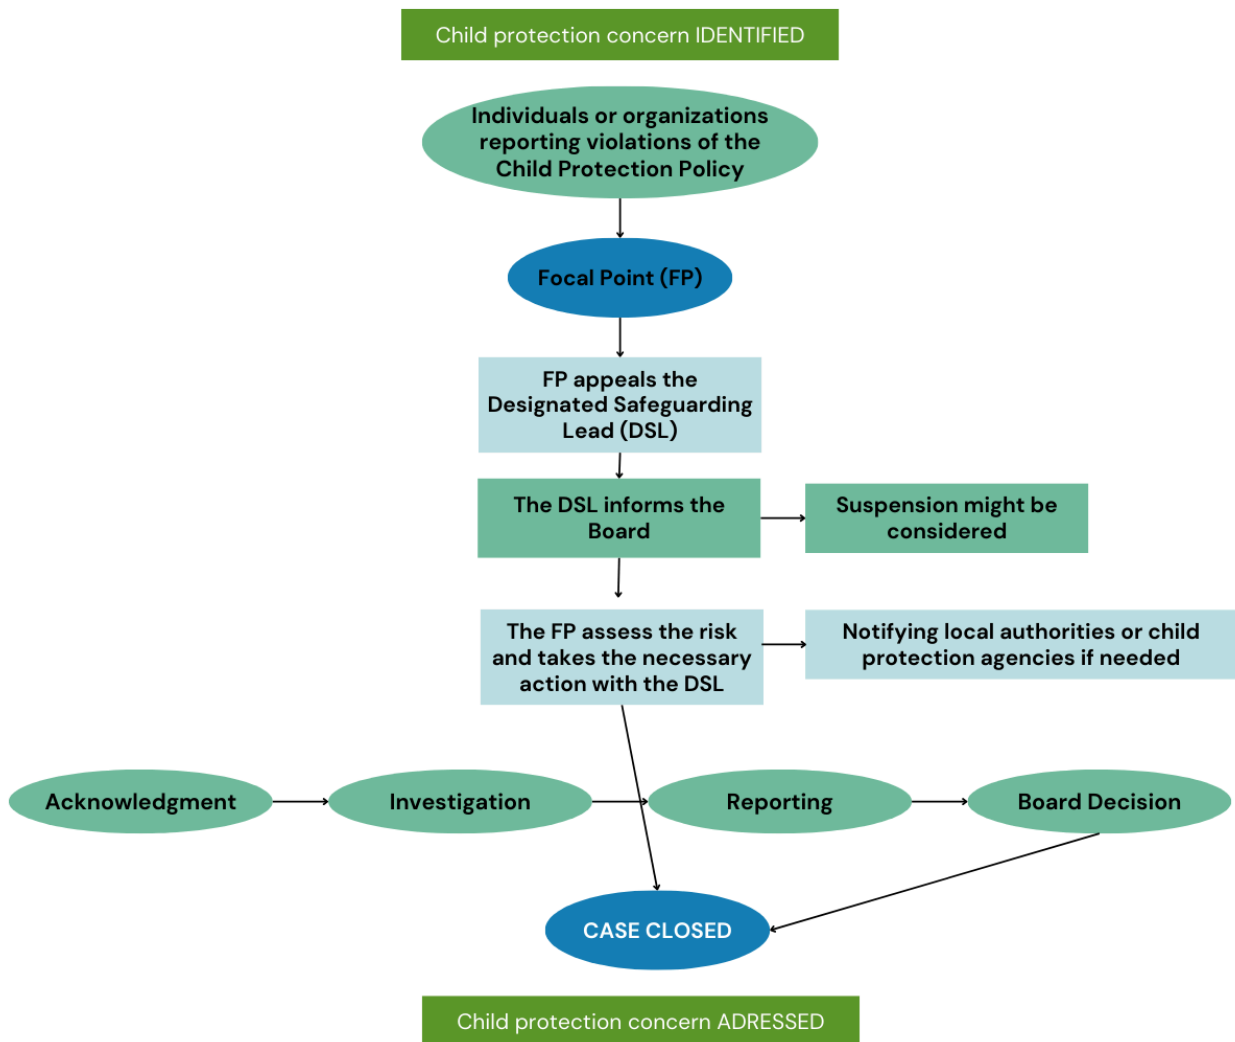 Child protection concern IDENTIFIED
Individuals or organizations
reporting violations of the
Child Protection Policy
Focal Point (FP)
FP appeals the
Designated Safeguarding
Lead (DSL)
The DSL informs the
Board
Suspension might be
considered
The FP assess the risk
and takes the necessary
action with the DSL
Notifying local authorities or child
protection agencies if needed
Acknowledgment
Investigation
Reporting
Board Decision
CASE CLOSED
Child protection concern ADRESSED